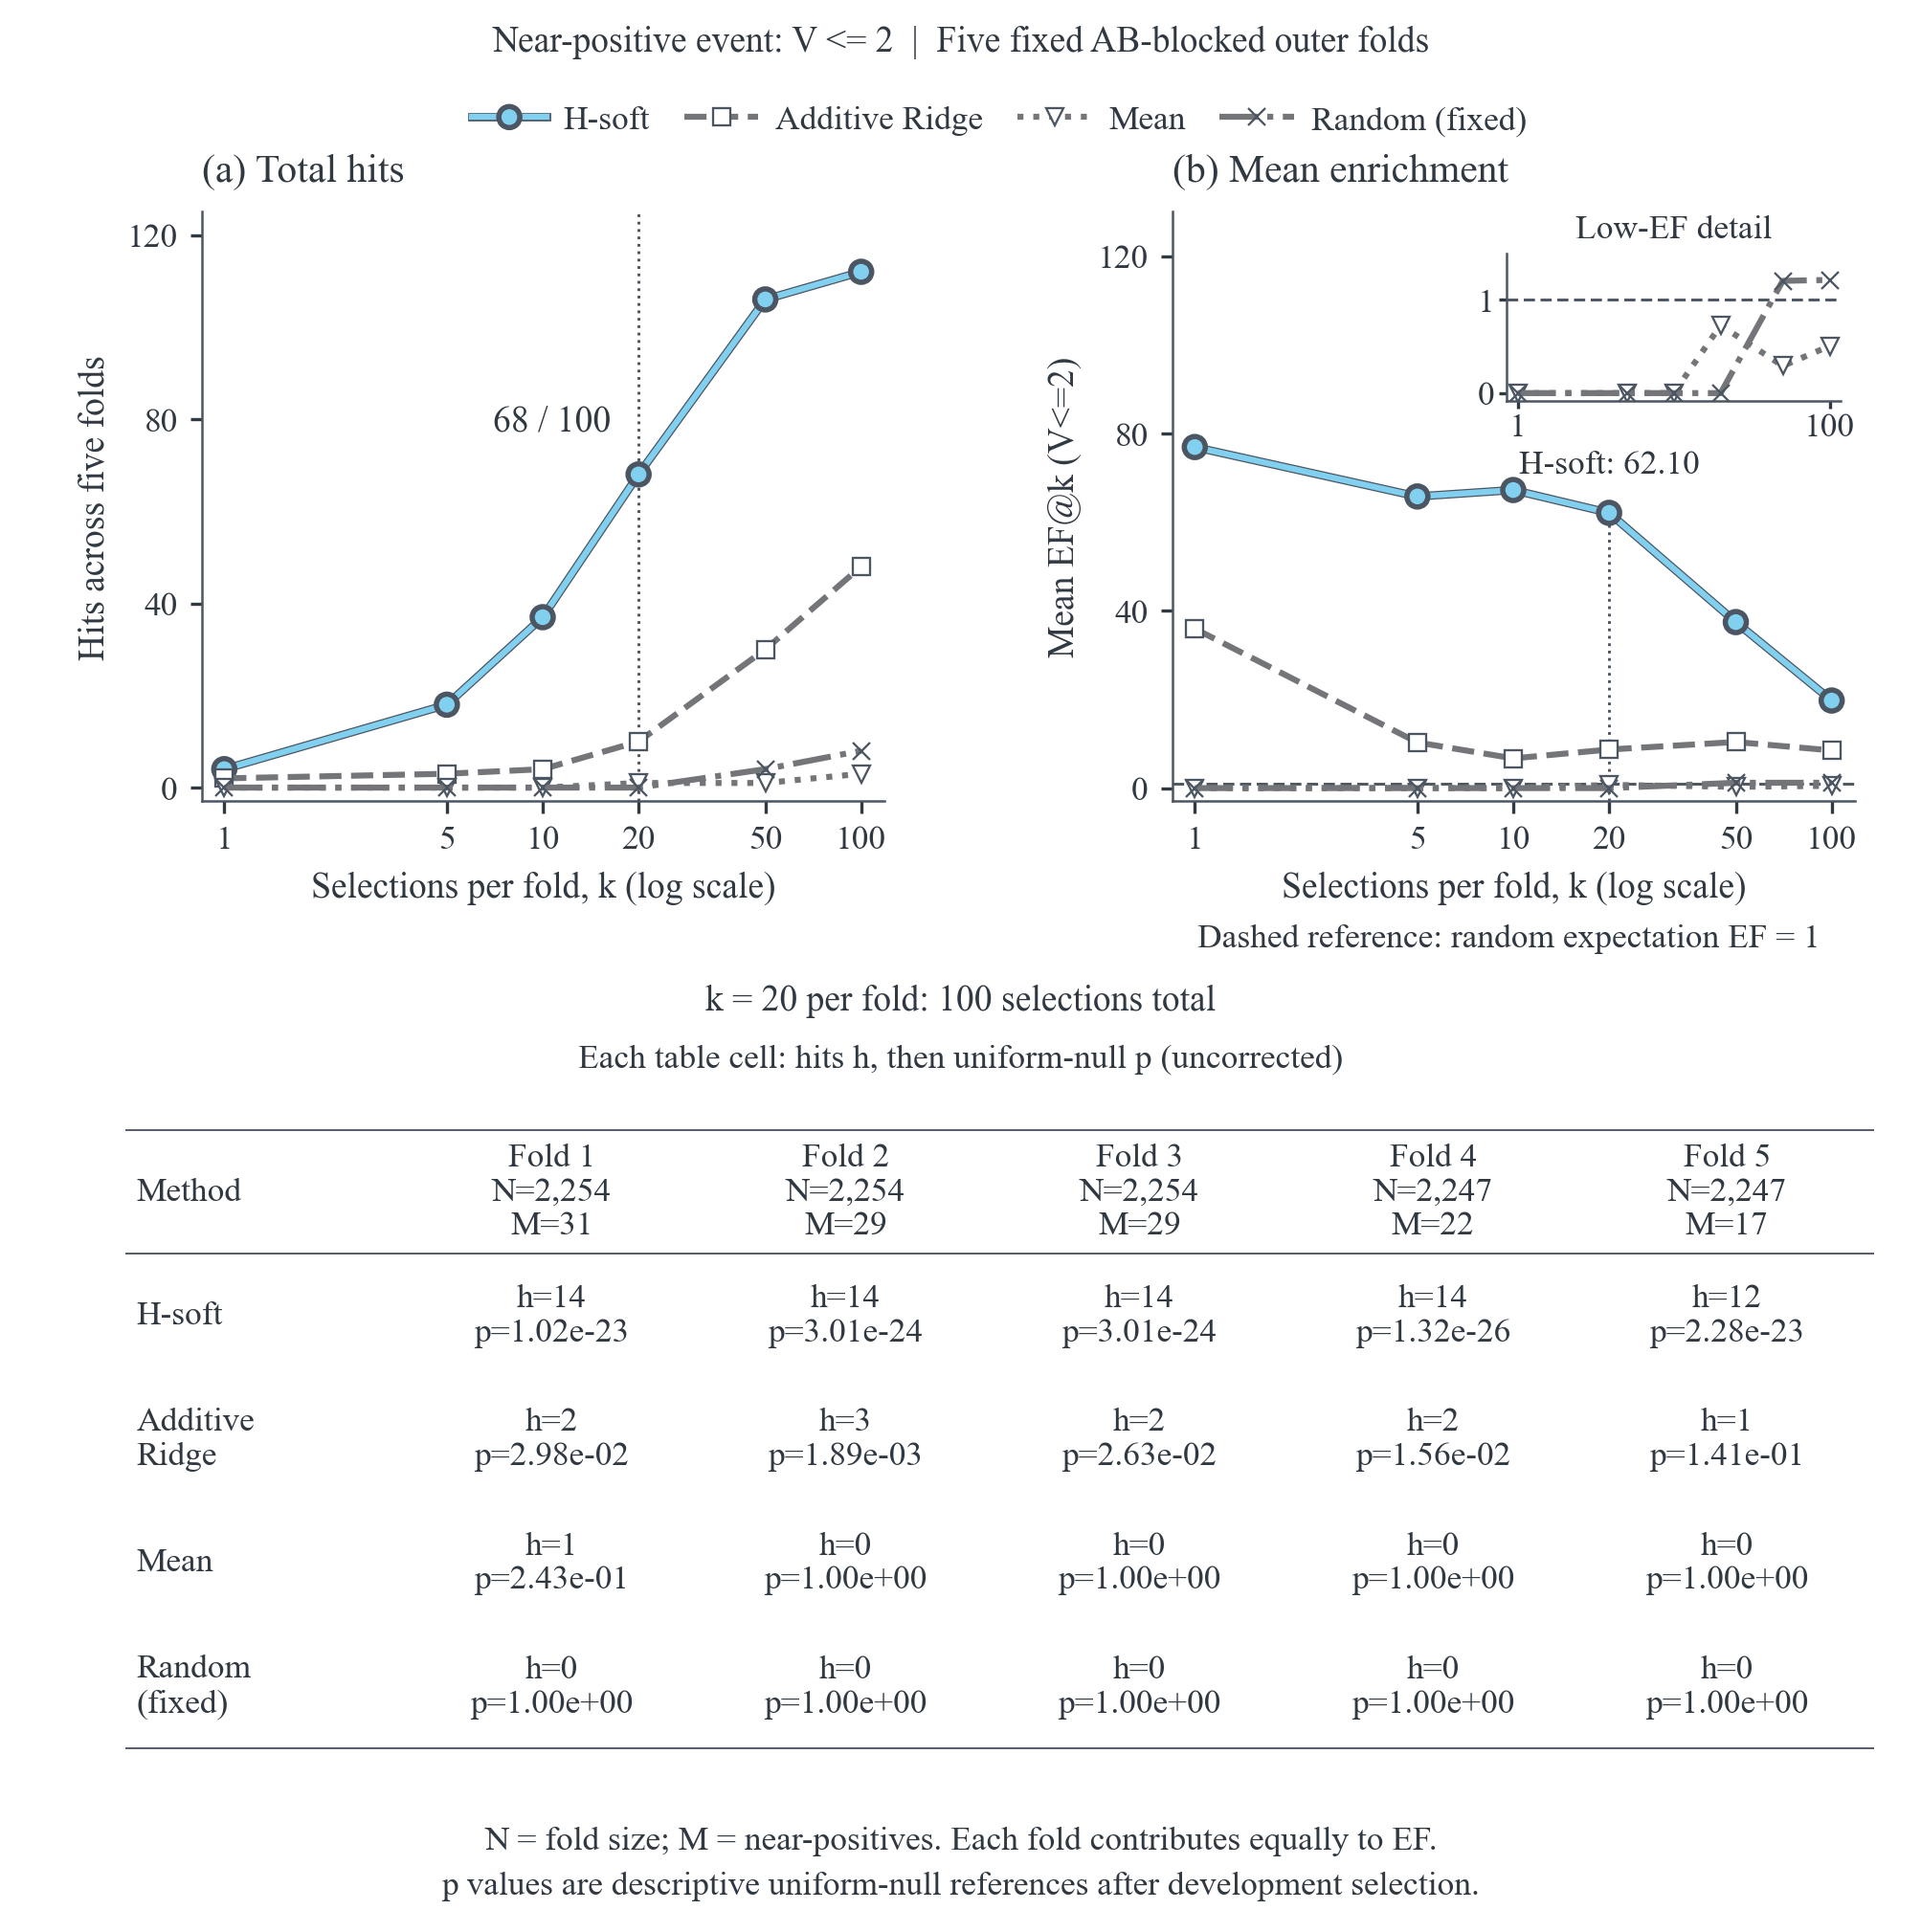 Near-positive event: V <= 2 | Five fixed AB-blocked outer folds
H-soft Additive Ridge Mean Random (fixed)
(a) Total hits
120
80
40
0
Hits across five folds
68 / 100
1 5 10 20 50 100
Selections per fold, k (log scale)
(b) Mean enrichment
120
80
40
0
Mean EF@k (V<=2)
Low-EF detail
1
0
1 100
H-soft: 62.10
1 5 10 20 50 100
Selections per fold, k (log scale)
Dashed reference: random expectation EF = 1
k = 20 per fold: 100 selections total
Each table cell: hits h, then uniform-null p (uncorrected)
Fold 1 Fold 2 Fold 3 Fold 4 Fold 5
Method N=2,254 N=2,254 N=2,254 N=2,247 N=2,247
M=31 M=29 M=29 M=22 M=17
H-soft
h=14 h=14 h=14 h=14 h=12
p=1.02e-23 p=3.01e-24 p=3.01e-24 p=1.32e-26 p=2.28e-23
Additive h=2 h=3 h=2 h=2 h=1
Ridge p=2.98e-02 p=1.89e-03 p=2.63e-02 p=1.56e-02 p=1.41e-01
Mean
h=1 h=0 h=0 h=0 h=0
p=2.43e-01 p=1.00e+00 p=1.00e+00 p=1.00e+00 p=1.00e+00
Random h=0 h=0 h=0 h=0 h=0
(fixed) p=1.00e+00 p=1.00e+00 p=1.00e+00 p=1.00e+00 p=1.00e+00
N = fold size; M = near-positives. Each fold contributes equally to EF.
p values are descriptive uniform-null references after development selection.